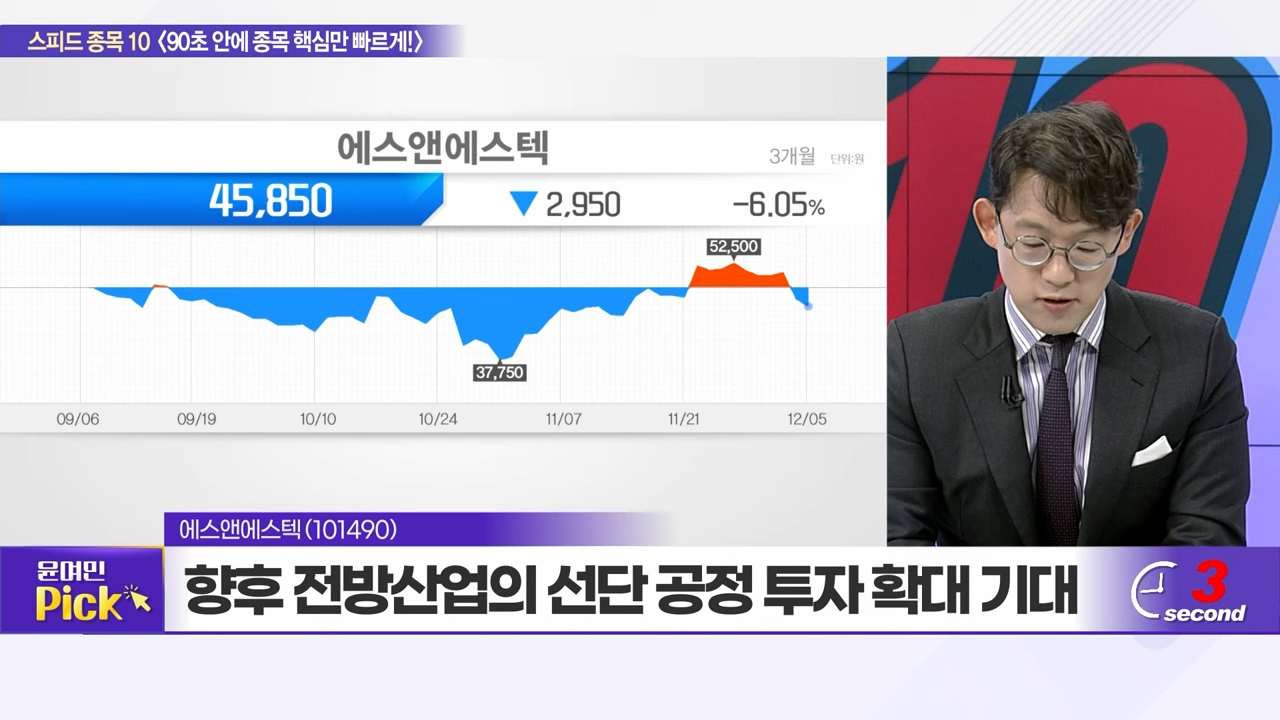 스피드 종목 10 〈90초 안에 종목 핵심만 빠르게!〉
에스앤에스텍
3개월 단위:원
45,850 ▼ 2,950 -6.05%
52,500
37,750
09/06 09/19 10/10 10/24 11/07 11/21 12/05
10
에스앤에스텍(101490)
윤여민
Pick
향후 전방산업의 선단 공정 투자 확대 기대
3
second